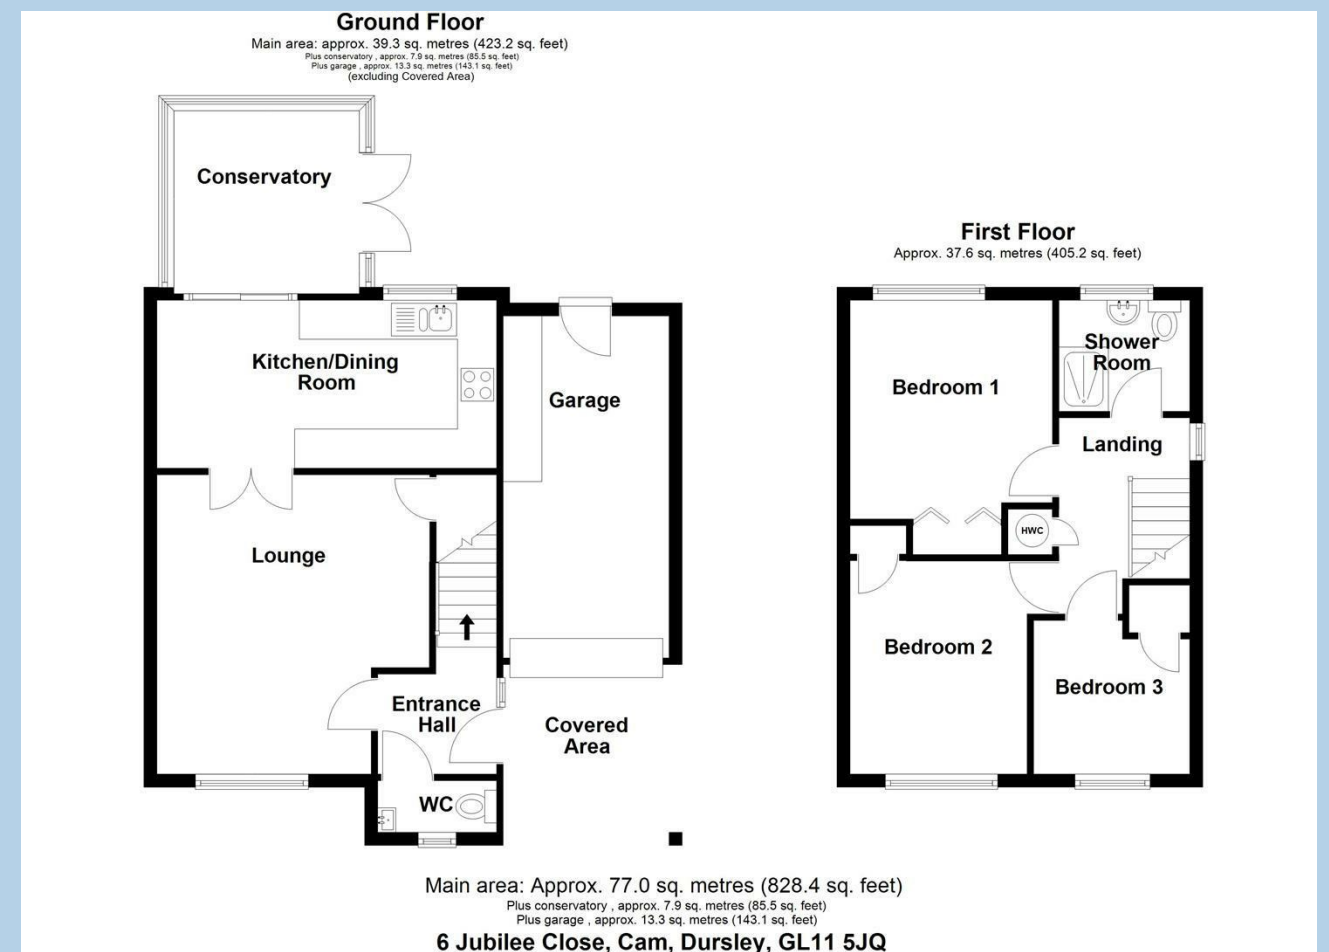 Ground Floor
Main area: approx. 39.3 sq. metres (423.2 sq. feet)
Plus conservatory , approx. 7.9 sq. metres (85.5 sq. feet)
Plus garage , approx. 13.3 sq. metres (143.1 sq. feet)
(excluding Covered Area)
Conservatory
Kitchen/Dining
Room
Garage
Lounge
Entrance
Hall
Covered
Area
WC
First Floor
Approx. 37.6 sq. metres (405.2 sq. feet)
Shower
Room
Bedroom 1
Landing
HWC
Bedroom 2
Bedroom 3
Main area: Approx. 77.0 sq. metres (828.4 sq. feet)
Plus conservatory , approx. 7.9 sq. metres (85.5 sq. feet)
Plus garage , approx. 13.3 sq. metres (143.1 sq. feet)
6 Jubilee Close, Cam, Dursley, GL11 5JQ